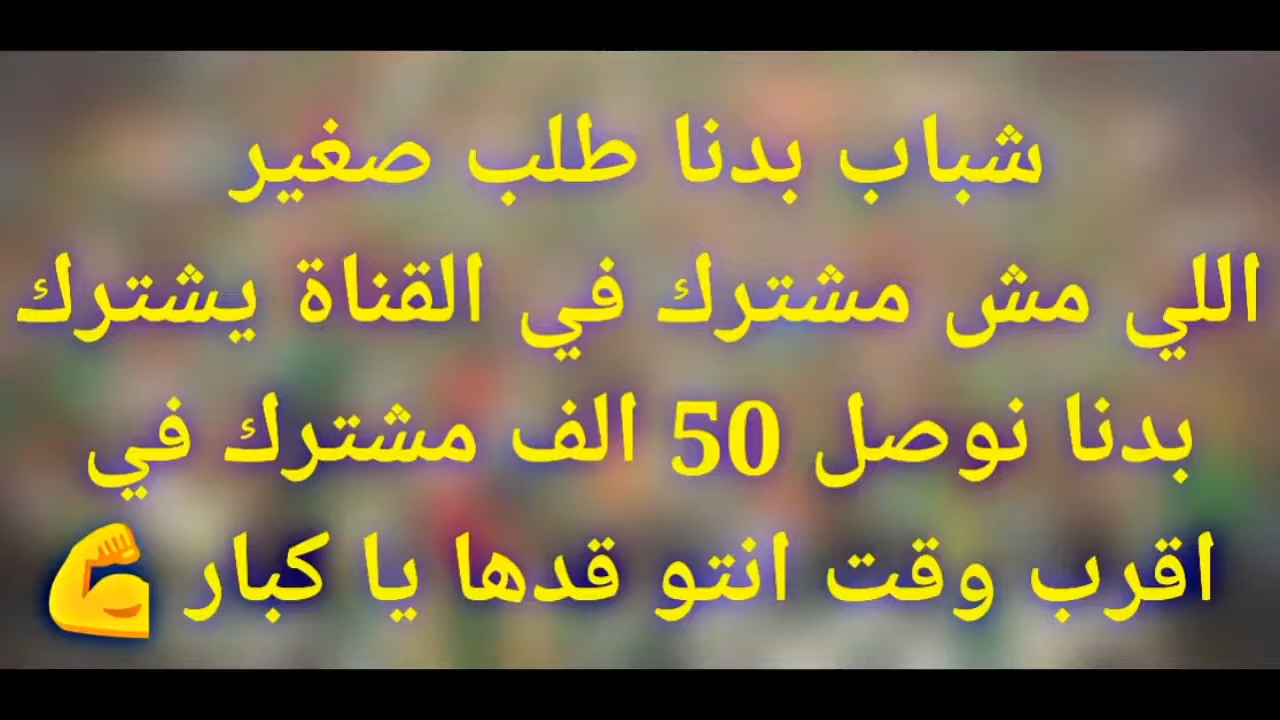 شباب بدنا طلب صغير
اللي مش مشترك في القناة يشترك
بدنا نوصل 50 الف مشترك في
اقرب وقت انتو قدها يا كبار 💪